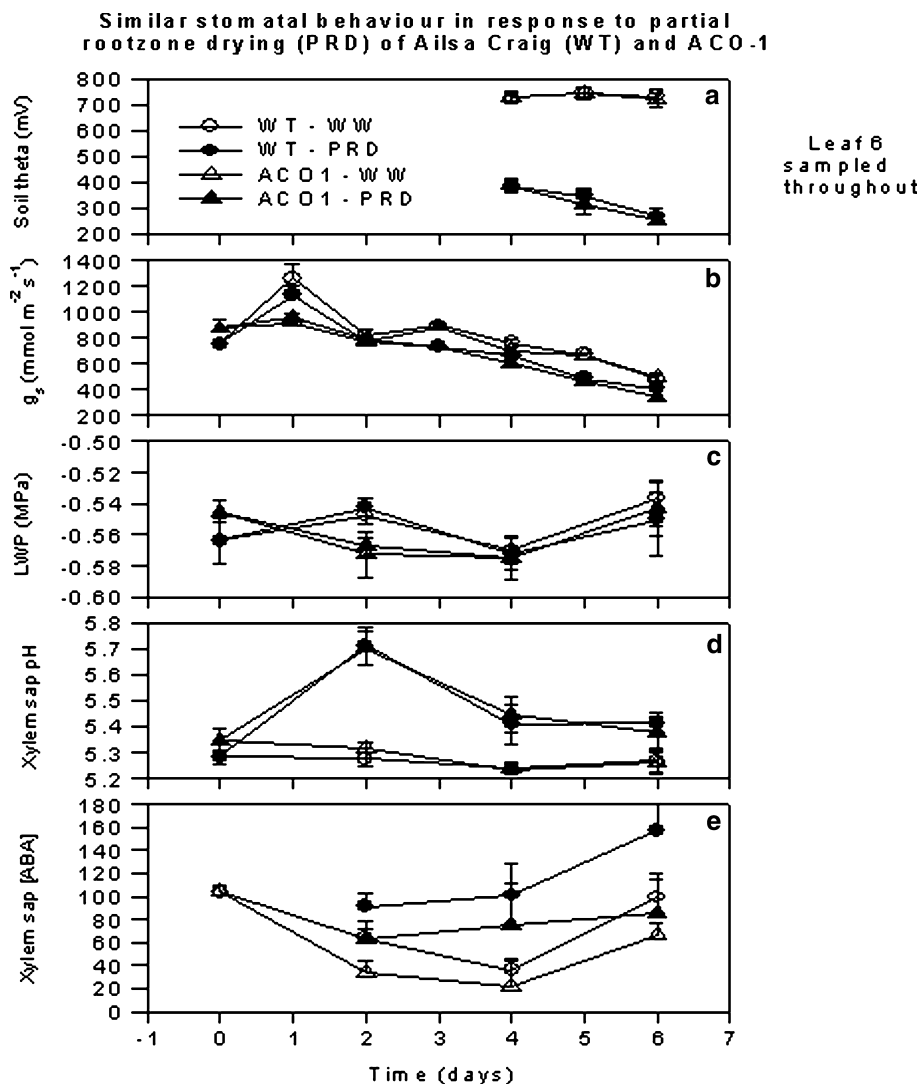 Similar stomatal behaviour in response to partial
rootzone drying (PRD) of Ailsa Craig (WT) and ACO-1
Leaf 6
sampled
throughout
a
Soil theta (mV)
800
700
600
500
400
300
200
WT - WW
WT - PRD
ACO1 - WW
ACO1 - PRD
b
gs (mmol m-2 s-1)
1400
1200
1000
800
600
400
200
c
LWP (MPa)
-0.50
-0.52
-0.54
-0.56
-0.58
-0.60
d
Xylem sap pH
5.8
5.7
5.6
5.5
5.4
5.3
5.2
e
Xylem sap [ABA]
180
160
140
120
100
80
60
40
20
0
-1 0 1 2 3 4 5 6 7
Time (days)